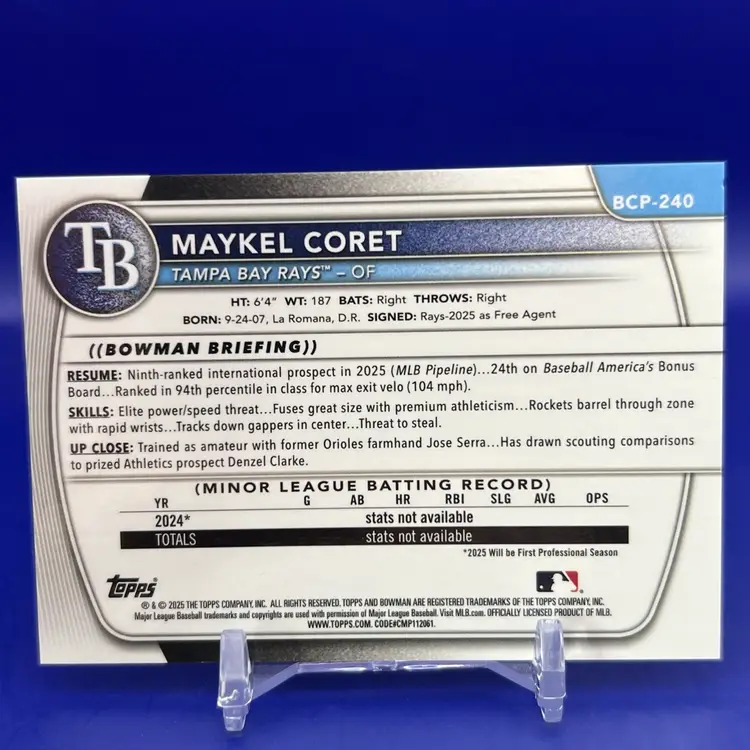 BCP-240
TB
MAYKEL CORET
TAMPA BAY RAYS™ – OF
HT: 6'4" WT: 187 BATS: Right THROWS: Right
BORN: 9-24-07, La Romana, D.R. SIGNED: Rays-2025 as Free Agent
((BOWMAN BRIEFING))
RESUME: Ninth-ranked international prospect in 2025 (MLB Pipeline)...24th on Baseball America's Bonus
Board...Ranked in 94th percentile in class for max exit velo (104 mph).
SKILLS: Elite power/speed threat...Fuses great size with premium athleticism...Rockets barrel through zone
with rapid wrists...Tracks down gappers in center...Threat to steal.
UP CLOSE: Trained as amateur with former Orioles farmhand Jose Serra...Has drawn scouting comparisons
to prized Athletics prospect Denzel Clarke.
(MINOR LEAGUE BATTING RECORD)
YR G AB HR RBI SLG AVG OPS
2024* stats not available
TOTALS stats not available
*2025 Will be First Professional Season
Topps
® & © 2025 THE TOPPS COMPANY, INC. ALL RIGHTS RESERVED. TOPPS AND BOWMAN ARE REGISTERED TRADEMARKS OF THE TOPPS COMPANY, INC.
Major League Baseball trademarks and copyrights are used with permission of Major League Baseball. Visit MLB.com. OFFICIALLY LICENSED PRODUCT OF MLB.
WWW.TOPPS.COM. CODE#CMP112061.